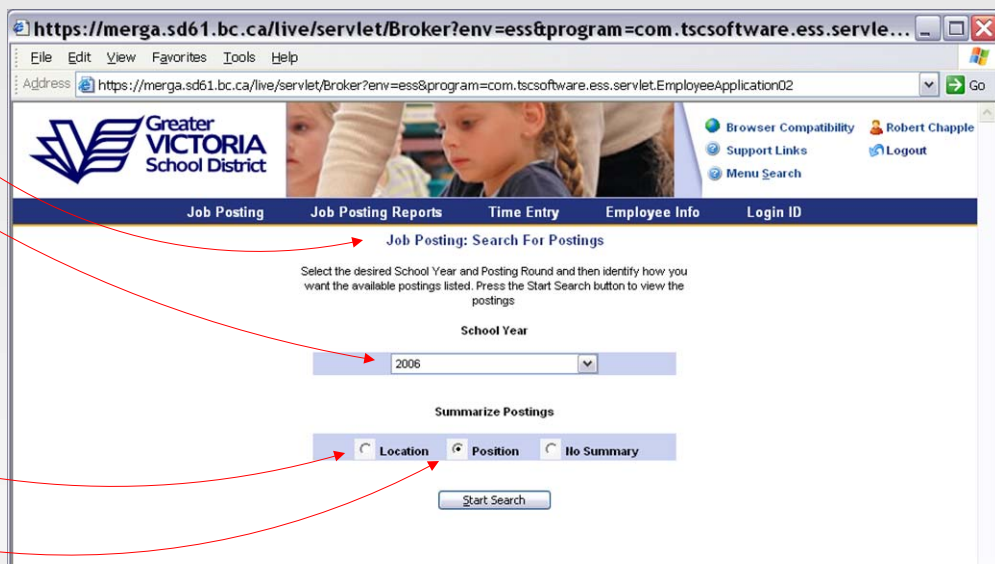 https://merga.sd61.bc.ca/live/servlet/Broker?env=ess&program=com.tscsoftware.ess.servle...
File Edit View Favorites Tools Help
Address https://merga.sd61.bc.ca/live/servlet/Broker?env=ess&program=com.tscsoftware.ess.servlet.EmployeeApplication02 Go
Greater
VICTORIA
School District
Browser Compatibility Robert Chapple
Support Links Logout
Menu Search
Job Posting Job Posting Reports Time Entry Employee Info Login ID
Job Posting: Search For Postings
Select the desired School Year and Posting Round and then identify how you
want the available postings listed. Press the Start Search button to view the
postings
School Year
2006
Summarize Postings
Location Position No Summary
Start Search